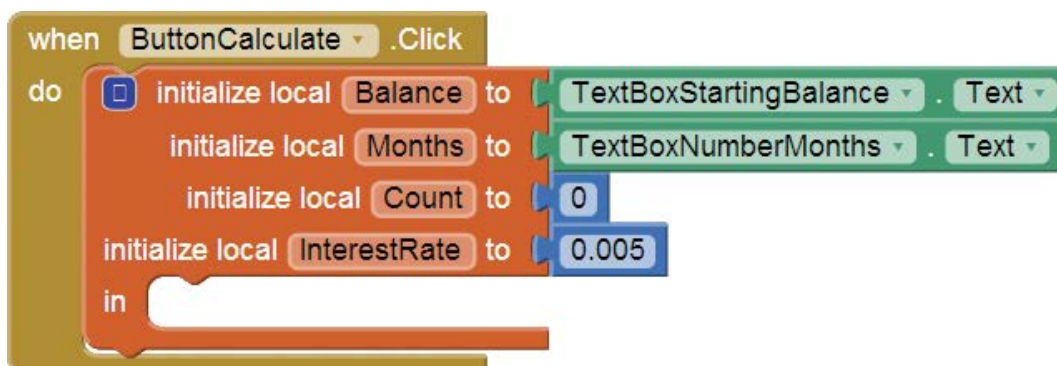 when ButtonCalculate .Click
do initialize local Balance to TextBoxStartingBalance . Text
initialize local Months to TextBoxNumberMonths . Text
initialize local Count to 0
initialize local InterestRate to 0.005
in